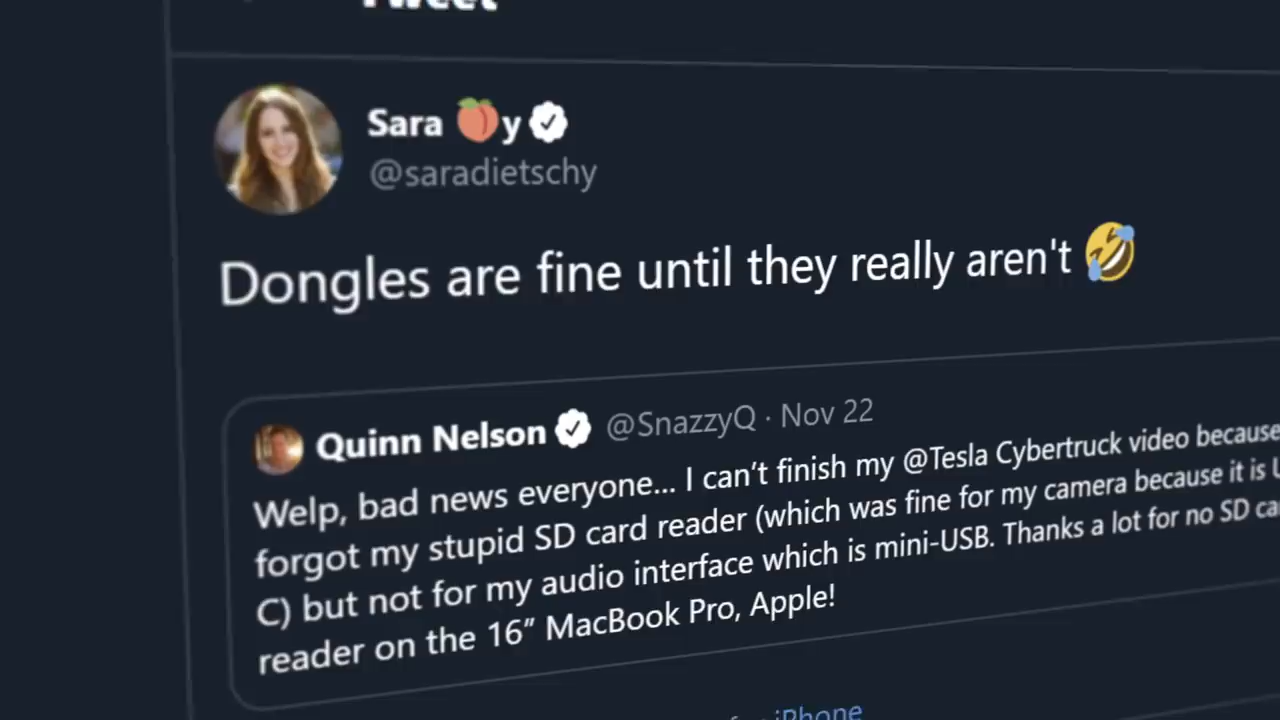 Tweet
Sara 🍑y
@saradietschy
Dongles are fine until they really aren't 🤣
Quinn Nelson @SnazzyQ · Nov 22
Welp, bad news everyone... I can't finish my @Tesla Cybertruck video because
forgot my stupid SD card reader (which was fine for my camera because it is
C) but not for my audio interface which is mini-USB. Thanks a lot for no SD
reader on the 16" MacBook Pro, Apple!
iPhone